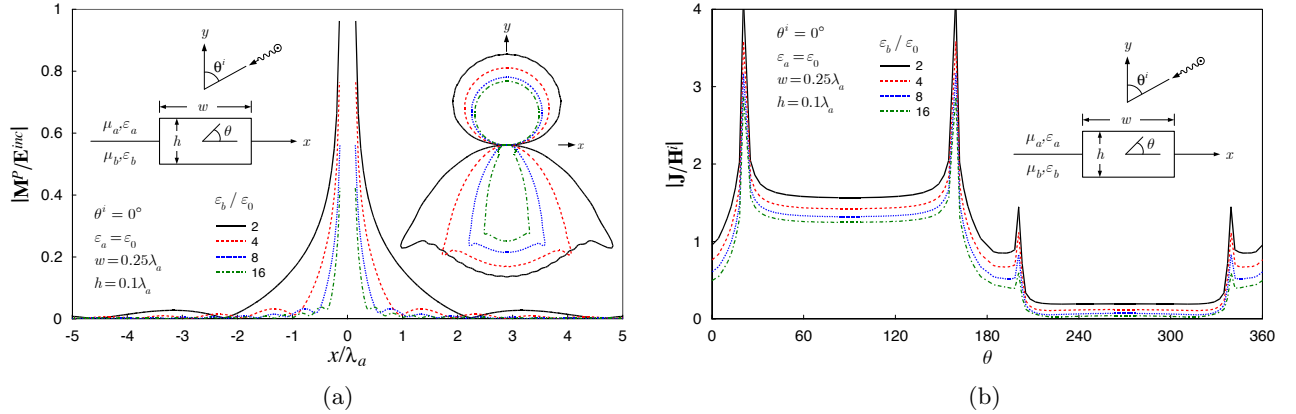 1
0.8
0.6
0.4
0.2
0
|M^P/E^inc|
-5 -4 -3 -2 -1 0 1 2 3 4 5
x/λ_a
y
θ^i
w
μ_a,ε_a
μ_b,ε_b
h
θ
x
θ^i = 0°
ε_a = ε_0
w = 0.25λ_a
h = 0.1λ_a
ε_b / ε_0
2
4
8
16
y
x
(a)
4
3
2
1
0
|J/H^i|
0 60 120 180 240 300 360
θ
θ^i = 0°
ε_a = ε_0
w = 0.25λ_a
h = 0.1λ_a
ε_b / ε_0
2
4
8
16
y
θ^i
w
μ_a,ε_a
μ_b,ε_b
h
θ
x
(b)